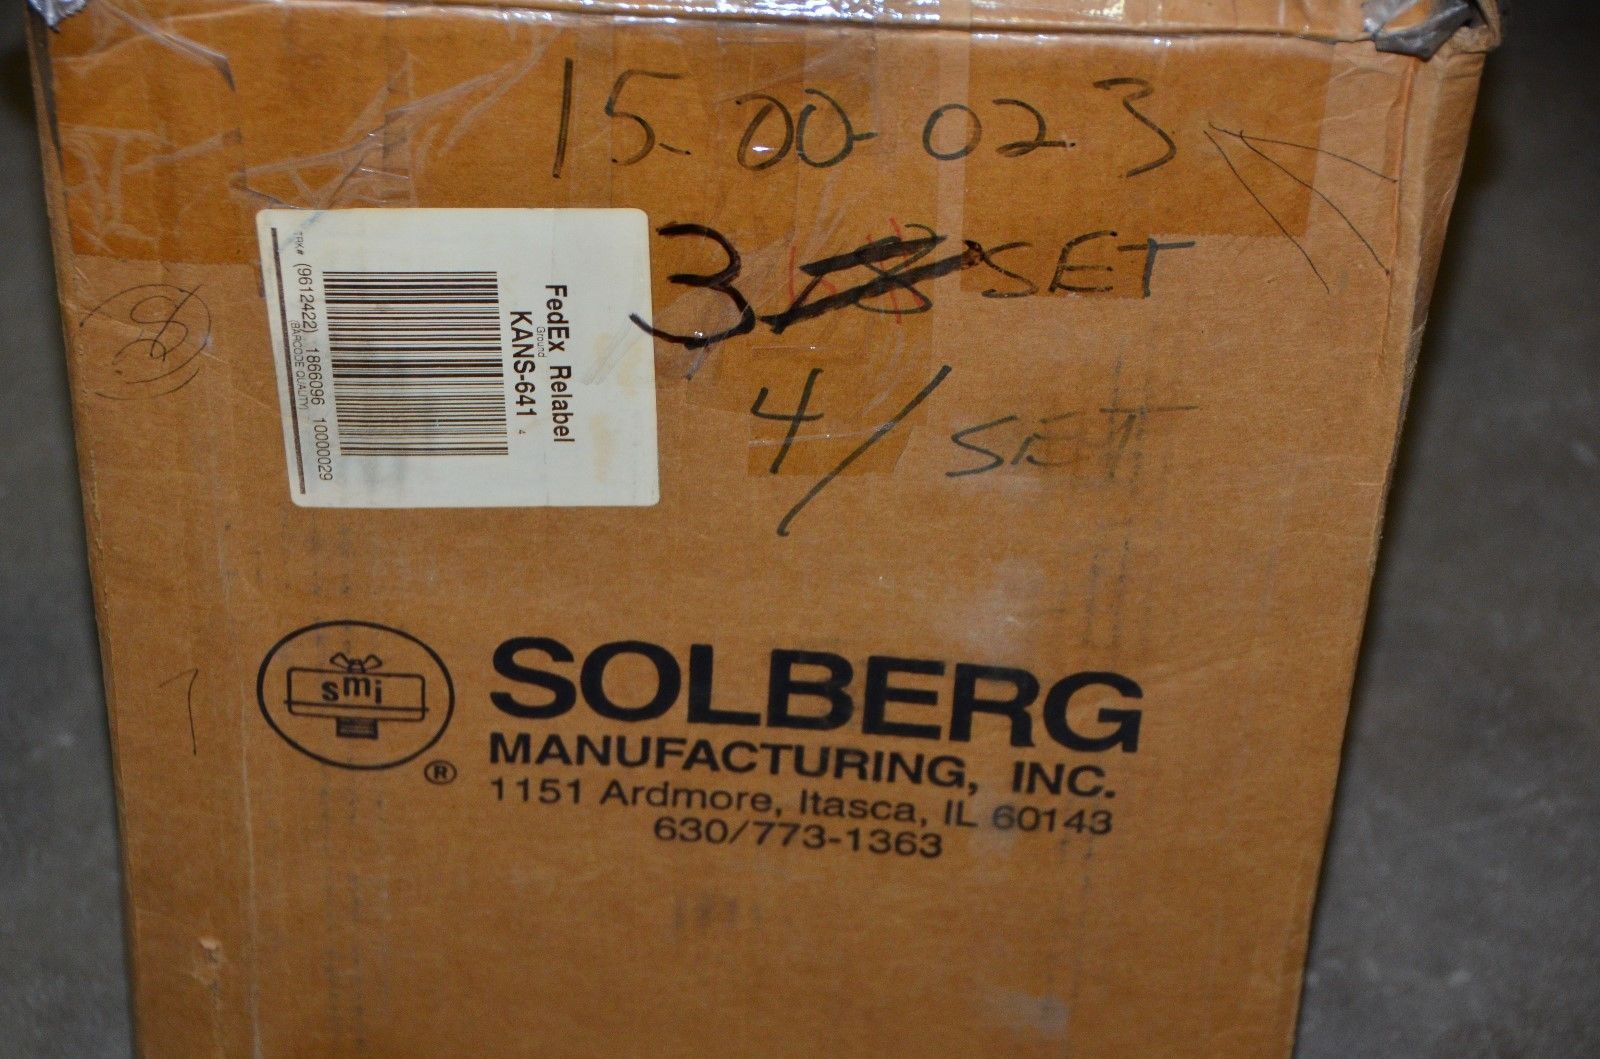 15-00-023
3 SET
4/SET
FedEx Relabel
Ground
KANS-641 4
TRK# (9612422) 1866096 10000029
(BARCODE QUALITY)
smi
®
SOLBERG
MANUFACTURING, INC.
1151 Ardmore, Itasca, IL 60143
630/773-1363